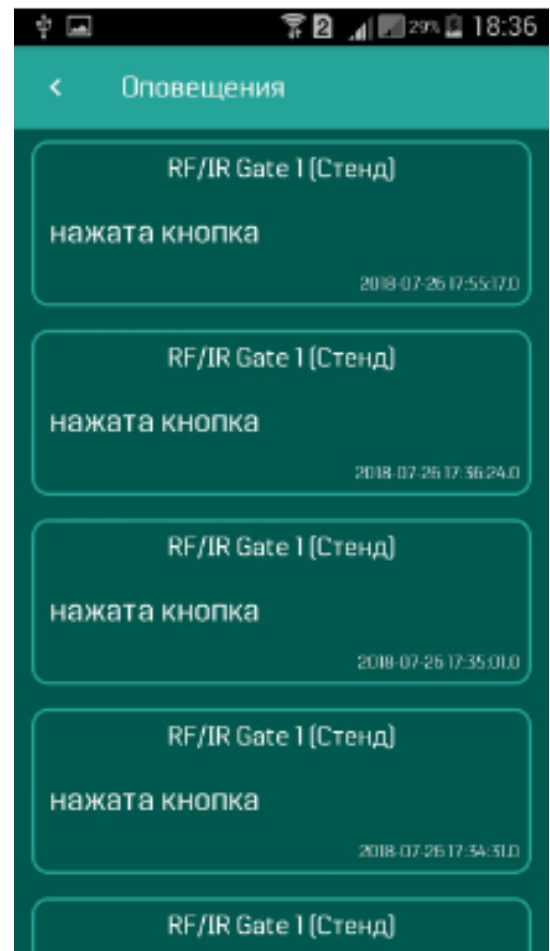 2 29% 18:36
Оповещения
RF/IR Gate 1 (Стенд)
нажата кнопка
2018-07-26 17:55:17.0
RF/IR Gate 1 (Стенд)
нажата кнопка
2018-07-26 17:36:24.0
RF/IR Gate 1 (Стенд)
нажата кнопка
2018-07-26 17:35:01.0
RF/IR Gate 1 (Стенд)
нажата кнопка
2018-07-26 17:34:31.0
RF/IR Gate 1 (Стенд)